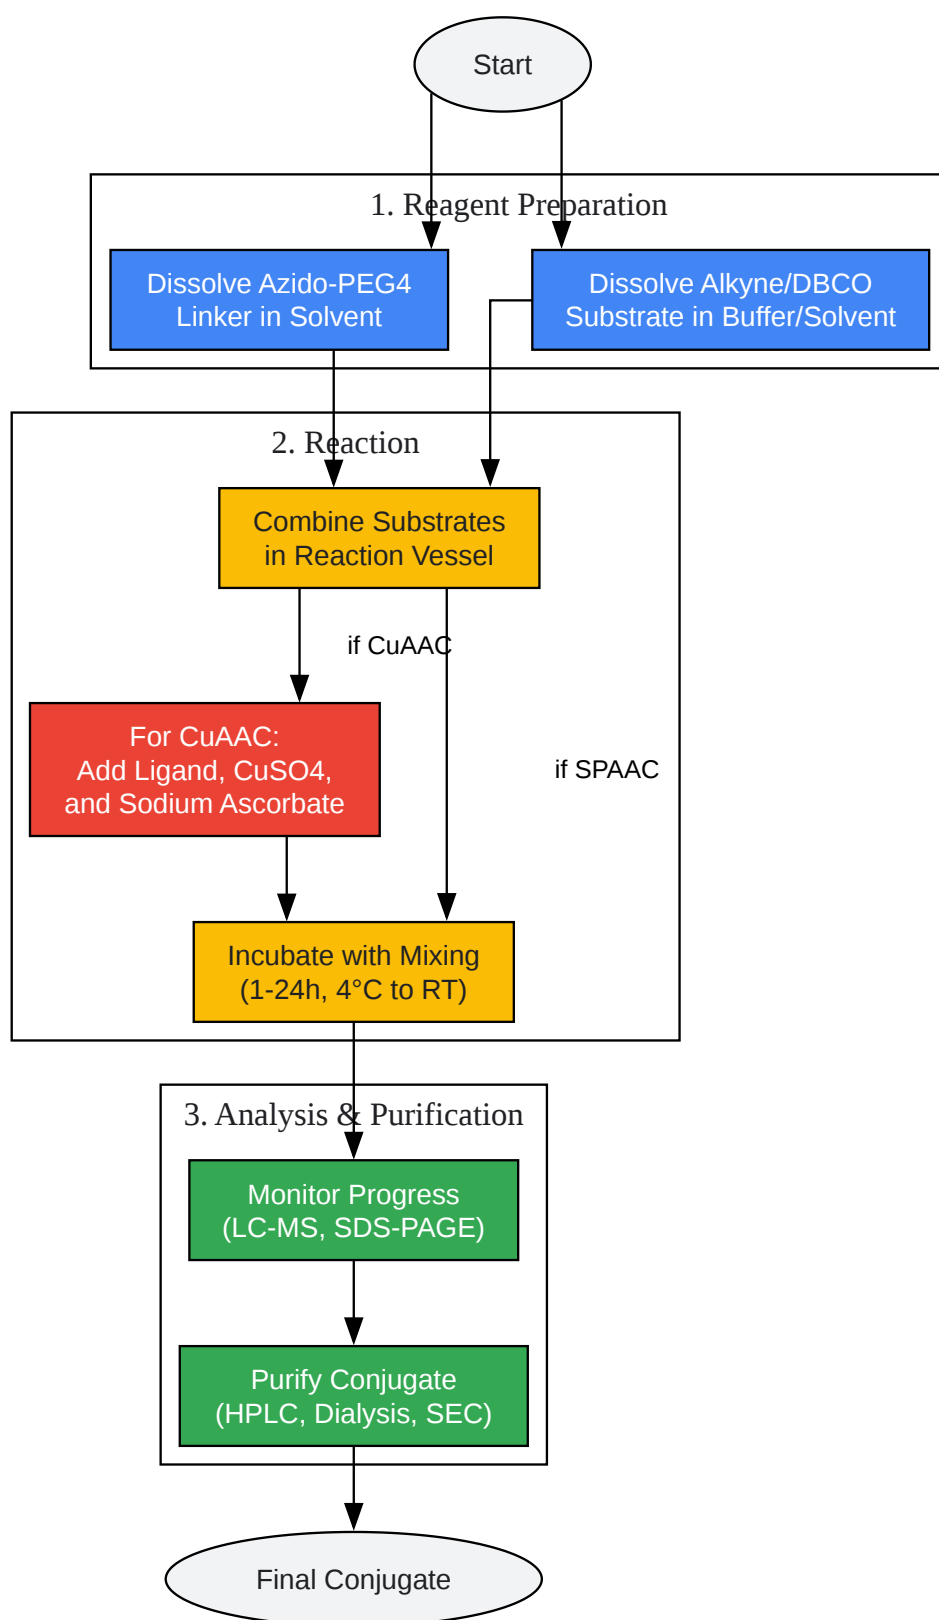 Start
1. Reagent Preparation
Dissolve Azido-PEG4
Linker in Solvent
Dissolve Alkyne/DBCO
Substrate in Buffer/Solvent
2. Reaction
Combine Substrates
in Reaction Vessel
if CuAAC
For CuAAC:
Add Ligand, CuSO4,
and Sodium Ascorbate
if SPAAC
Incubate with Mixing
(1-24h, 4°C to RT)
3. Analysis & Purification
Monitor Progress
(LC-MS, SDS-PAGE)
Purify Conjugate
(HPLC, Dialysis, SEC)
Final Conjugate